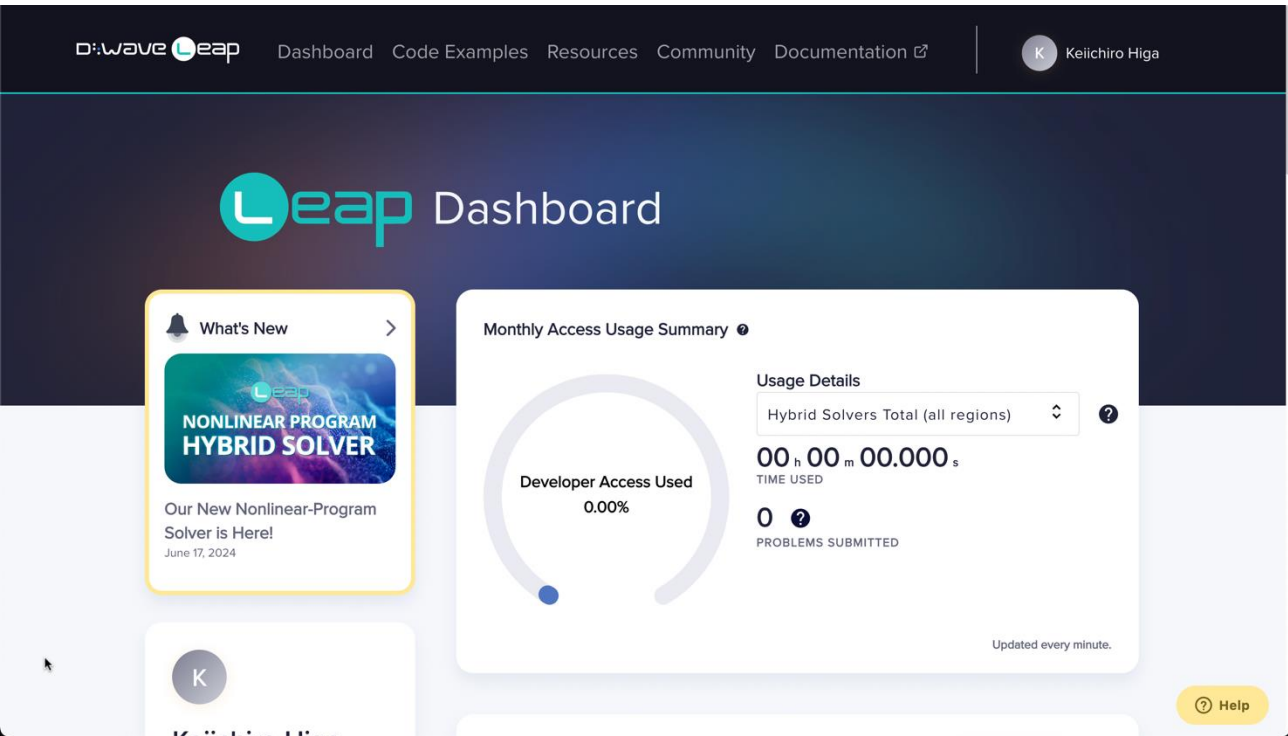 D:wave Leap Dashboard Code Examples Resources Community Documentation K Keiichiro Higa
Leap Dashboard
What's New
Leap
NONLINEAR PROGRAM
HYBRID SOLVER
Our New Nonlinear-Program
Solver is Here!
June 17, 2024
Monthly Access Usage Summary ?
Developer Access Used
0.00%
Usage Details
Hybrid Solvers Total (all regions) ?
00 h 00 m 00.000 s
TIME USED
0 ?
PROBLEMS SUBMITTED
Updated every minute.
K
Keiichiro Higa
? Help